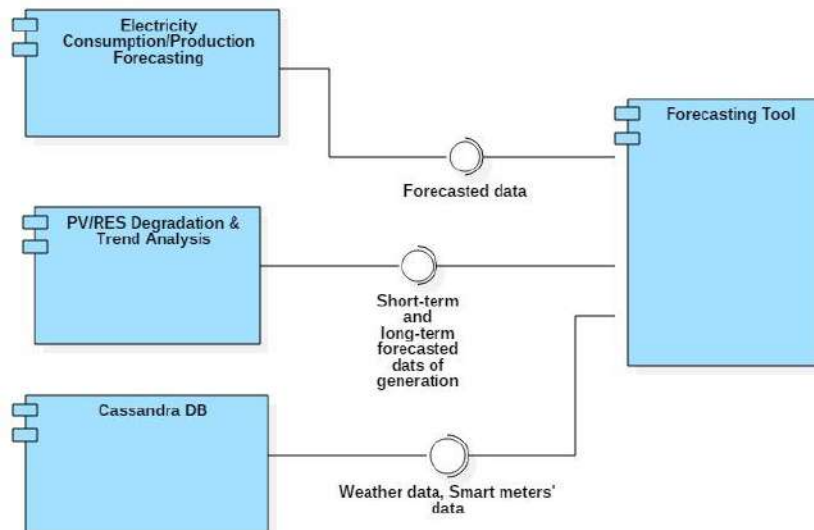 Electricity
Consumption/Production
Forecasting
Forecasting Tool
Forecasted data
PV/RES Degradation &
Trend Analysis
Short-term
and
long-term
forecasted
dats of
generation
Cassandra DB
Weather data, Smart meters'
data